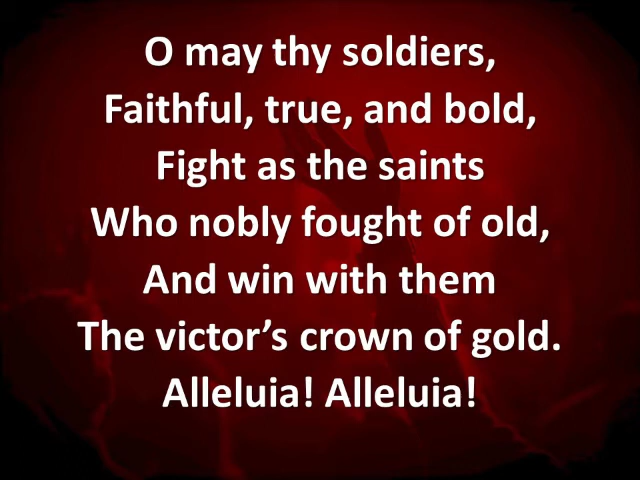 O may thy soldiers,
Faithful, true, and bold,
Fight as the saints
Who nobly fought of old,
And win with them
The victor’s crown of gold.
Alleluia! Alleluia!